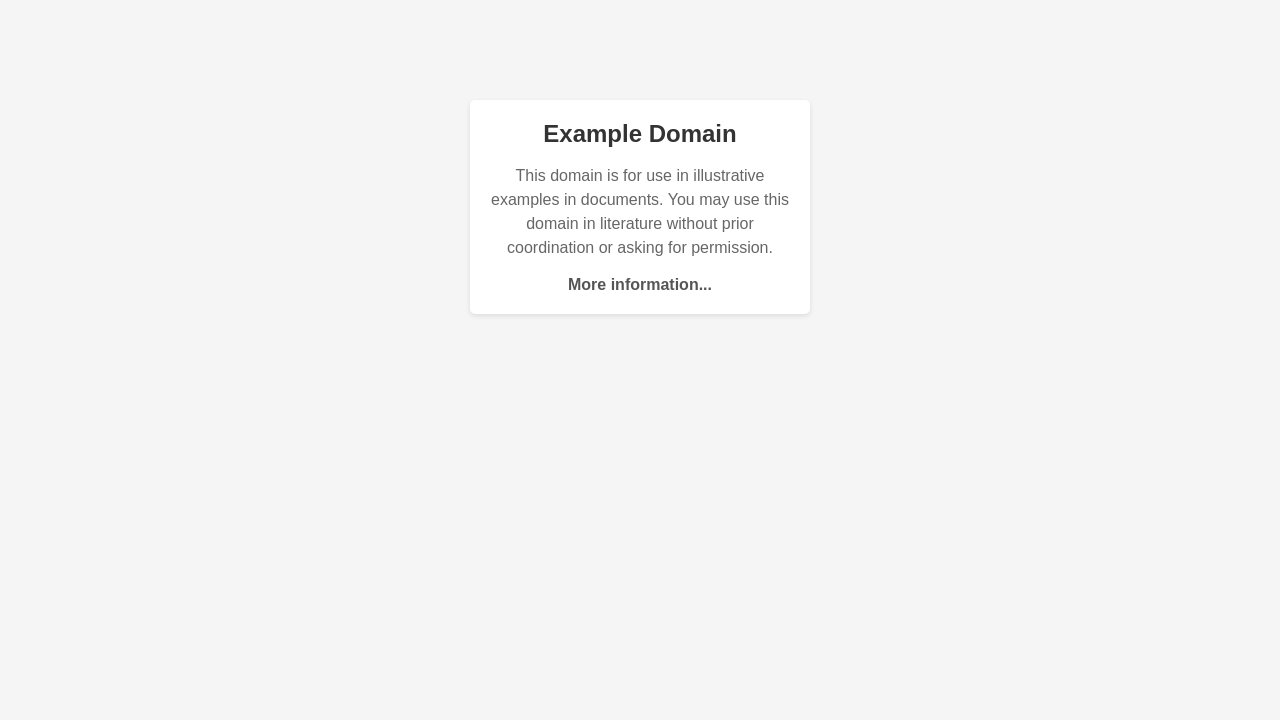 Example Domain
This domain is for use in illustrative
examples in documents. You may use this
domain in literature without prior
coordination or asking for permission.
More information...